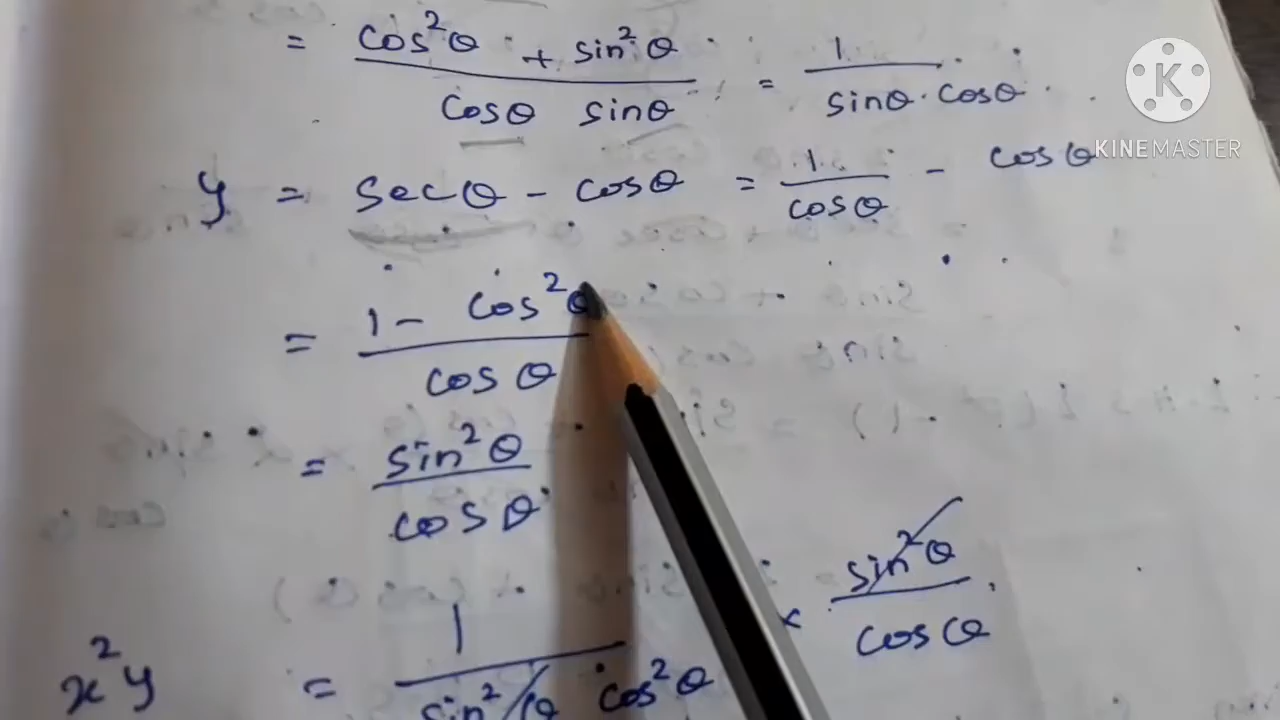 = cos²θ + sin²θ / cosθ sinθ = 1 / sinθ · cosθ
K
KINEMASTER
y = secθ - cosθ = 1 / cosθ - cosθ
= 1 - cos²θ / cosθ
= sin²θ / cosθ
x²y = 1 / sin²θ cos²θ × sin²θ / cosθ